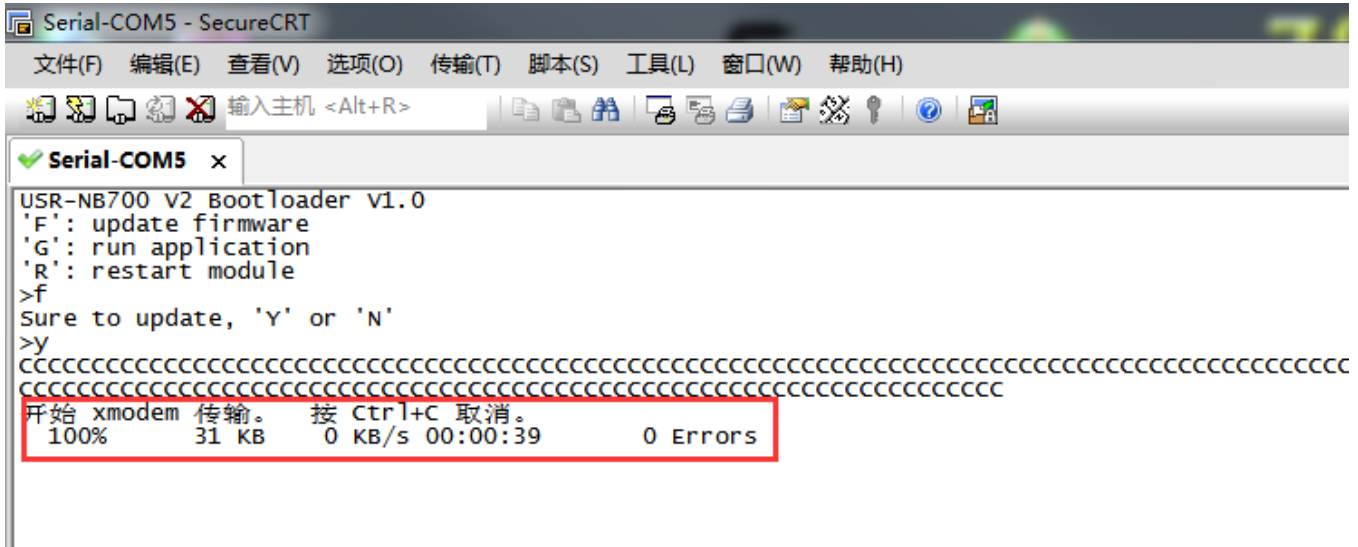 Serial-COM5 - SecureCRT
文件(F) 编辑(E) 查看(V) 选项(O) 传输(T) 脚本(S) 工具(L) 窗口(W) 帮助(H)
输入主机 <Alt+R>
Serial-COM5 x
USR-NB700 V2 Bootloader V1.0
'F': update firmware
'G': run application
'R': restart module
>f
Sure to update, 'Y' or 'N'
>y
CCCCCCCCCCCCCCCCCCCCCCCCCCCCCCCCCCCCCCCCCCCCCCCCCCCCCCCCCCCCCCCCCCCCCCCCCCCCCCCCCCCCCCCCCCCCC
CCCCCCCCCCCCCCCCCCCCCCCCCCCCCCCCCCCCCCCCCCCCCCCCCCCCCCCCCCCCCCCCCCCC
开始 xmodem 传输。 按 Ctrl+C 取消。
100% 31 KB 0 KB/s 00:00:39 0 Errors